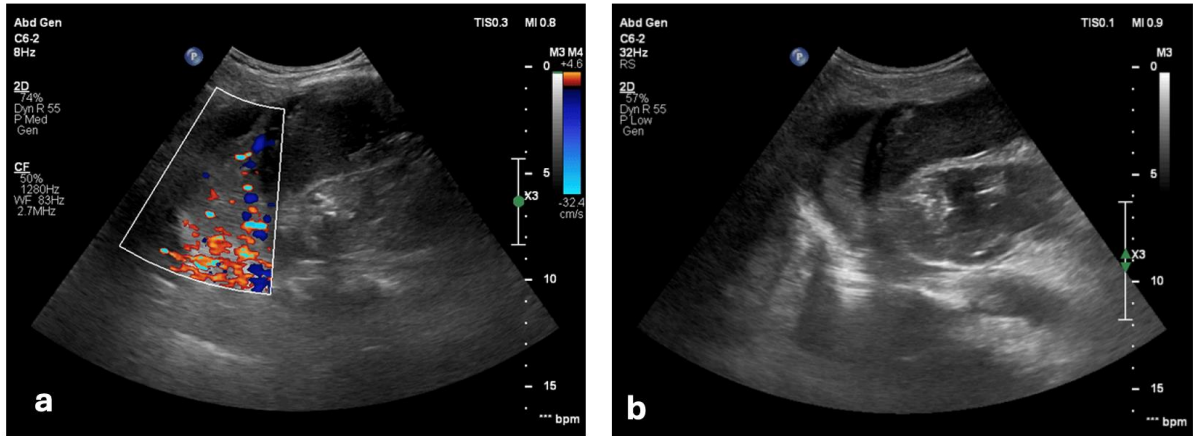 Abd Gen
TIS0.3 MI 0.8
C6-2
8Hz
M3 M4
+4.6
2D
74%
Dyn R 55
P Med
Gen
CF
50%
1280Hz
WF 83Hz
2.7MHz
P
0
5
X3
-32.4
cm/s
10
15
*** bpm
a
Abd Gen
TIS0.1 MI 0.9
C6-2
32Hz
RS
M3
2D
57%
Dyn R 55
P Low
Gen
P
0
5
X3
10
15
*** bpm
b